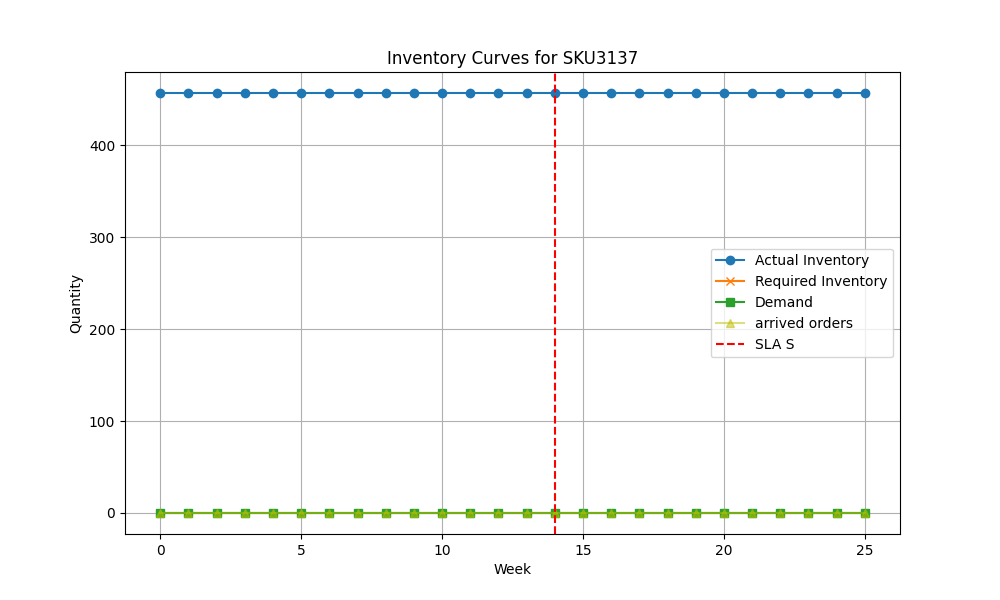 Inventory Curves for SKU3137
Quantity
400
300
200
100
0
Actual Inventory
Required Inventory
Demand
arrived orders
SLA S
0 5 10 15 20 25
Week